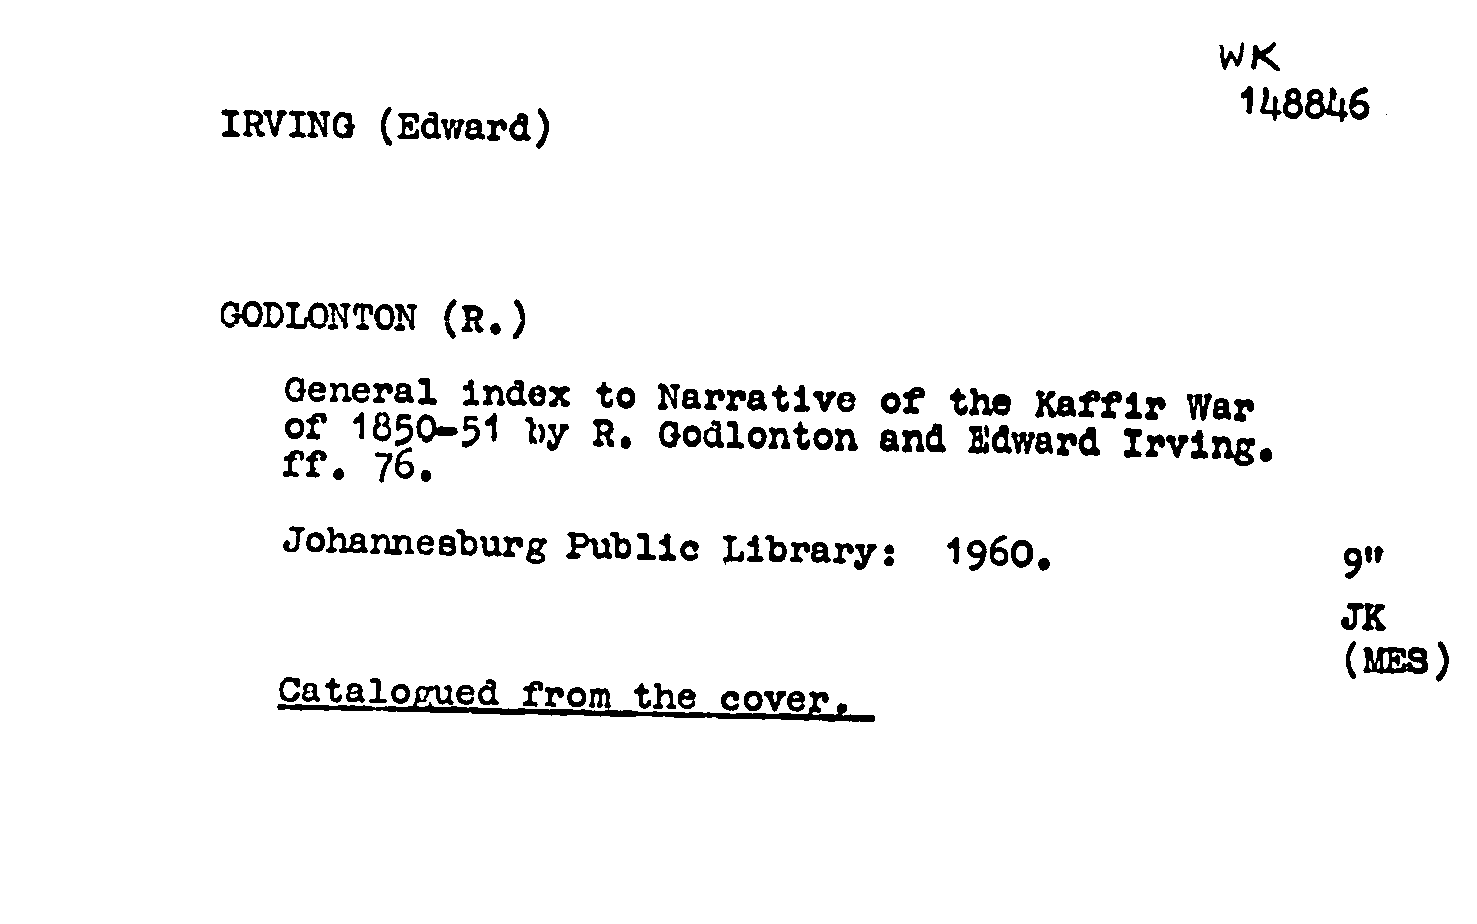 WK
148846
IRVING (Edward)
GODLONTON (R.)
General index to Narrative of the Kaffir War
of 1850-51 by R. Godlonton and Edward Irving.
ff. 76.
Johannesburg Public Library: 1960.
9"
JK
(MES)
Catalogued from the cover.